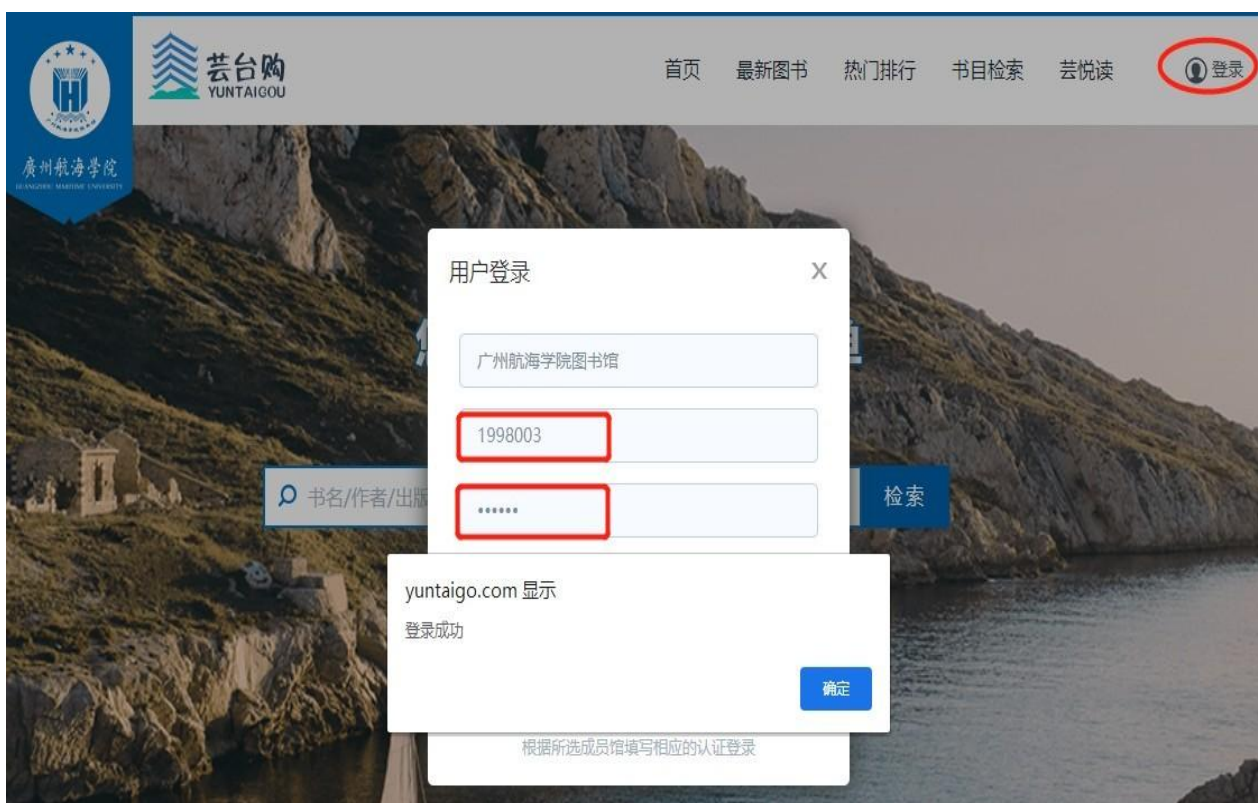 芸台购
YUNTAIGOU
首页 最新图书 热门排行 书目检索 芸悦读 登录
廣州航海学院
GUANGZHOU MARITIME UNIVERSITY
用户登录 X
广州航海学院图书馆
1998003
••••••
书名/作者/出版
检索
yuntaigo.com 显示
登录成功
确定
根据所选成员馆填写相应的认证登录